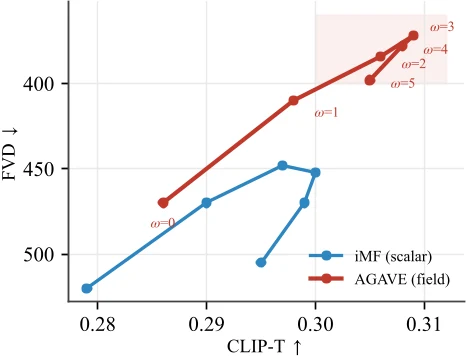 ω=3
ω=4
ω=2
ω=5
ω=1
ω=0
400
450
500
FVD ↓
iMF (scalar)
AGAVE (field)
0.28 0.29 0.30 0.31
CLIP-T ↑